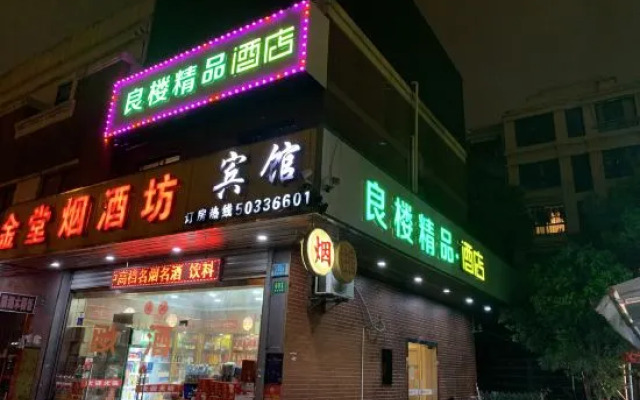 良楼精品酒店
宾馆
订房热线50336601
金堂烟酒坊
良楼精品·酒店
烟
高档名烟名酒 饮料